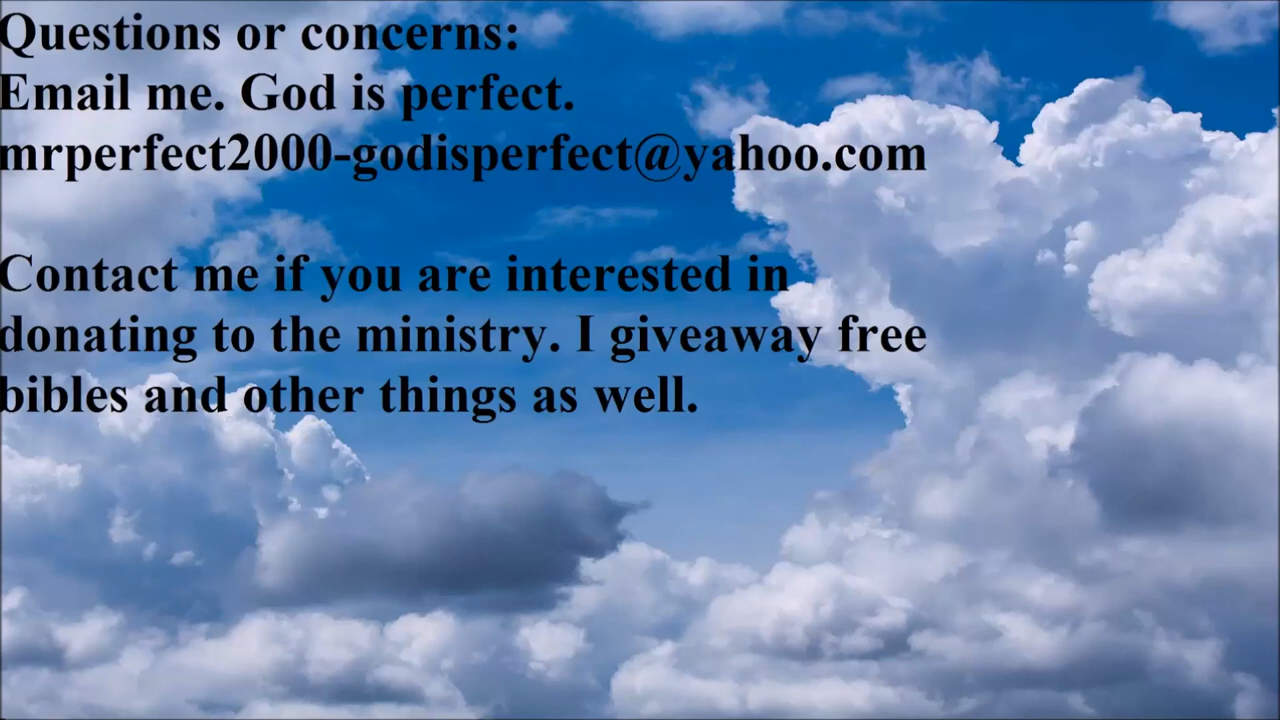 Questions or concerns:
Email me. God is perfect.
mrperfect2000-godisperfect@yahoo.com
Contact me if you are interested in
donating to the ministry. I giveaway free
bibles and other things as well.